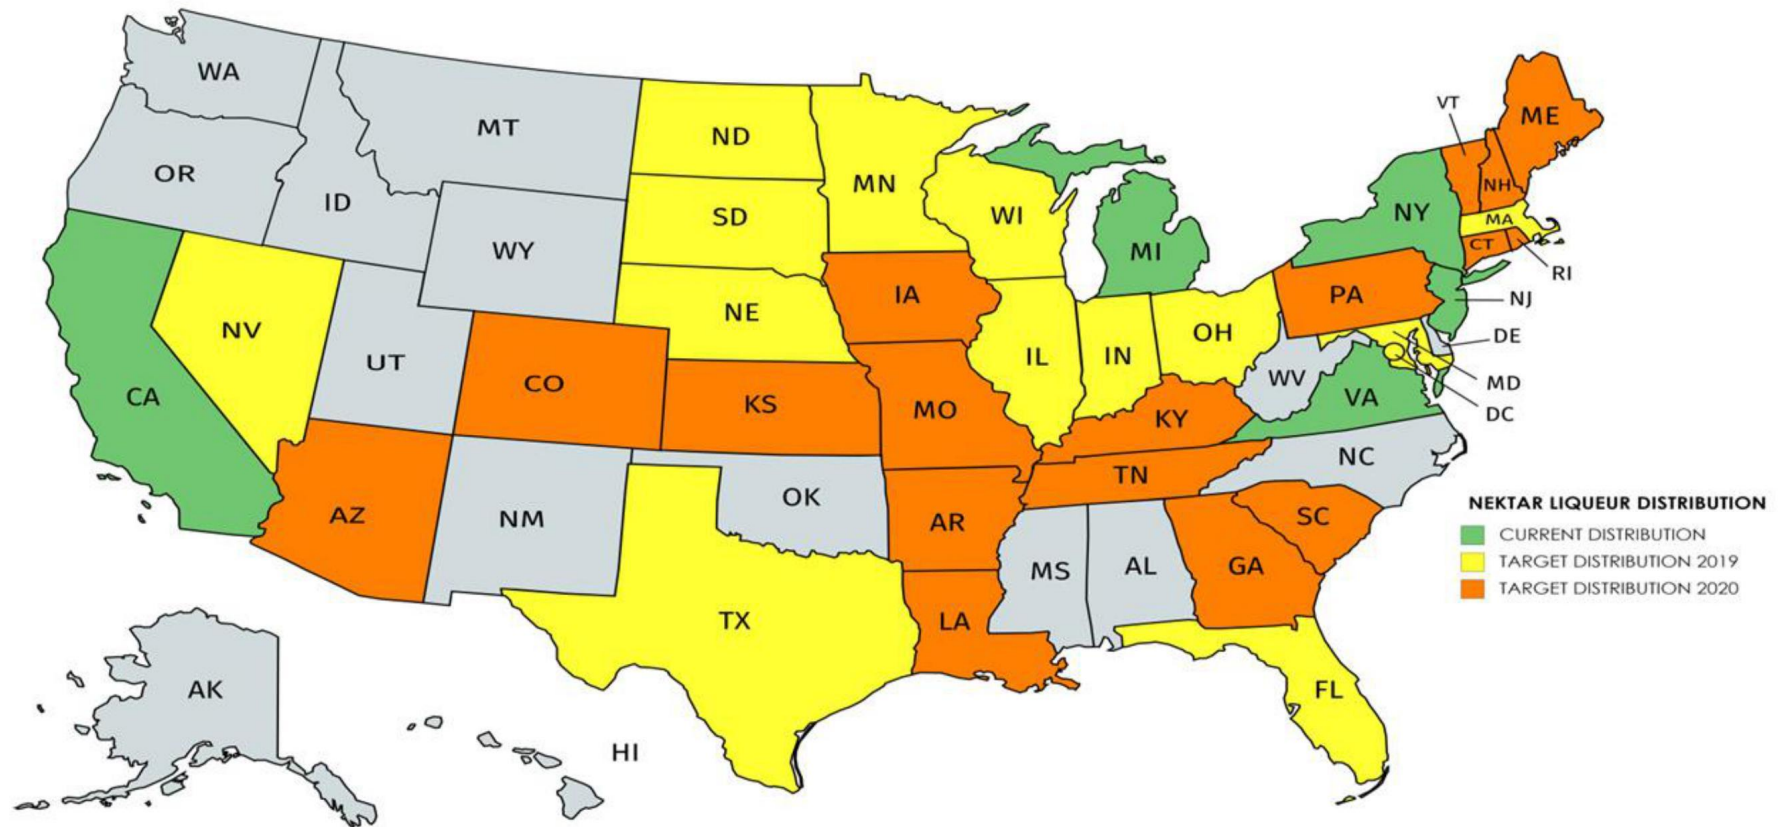 WA
MT
ND
MN
VT
ME
OR
ID
SD
WI
NH
NY
MA
WY
MI
CT
RI
IA
PA
NJ
NE
NV
OH
DE
UT
IL
IN
CO
MD
WV
CA
KS
MO
VA
DC
KY
NC
TN
OK
AZ
NM
AR
SC
NEKTAR LIQUEUR DISTRIBUTION
CURRENT DISTRIBUTION
TARGET DISTRIBUTION 2019
TARGET DISTRIBUTION 2020
MS
AL
GA
TX
LA
AK
FL
HI